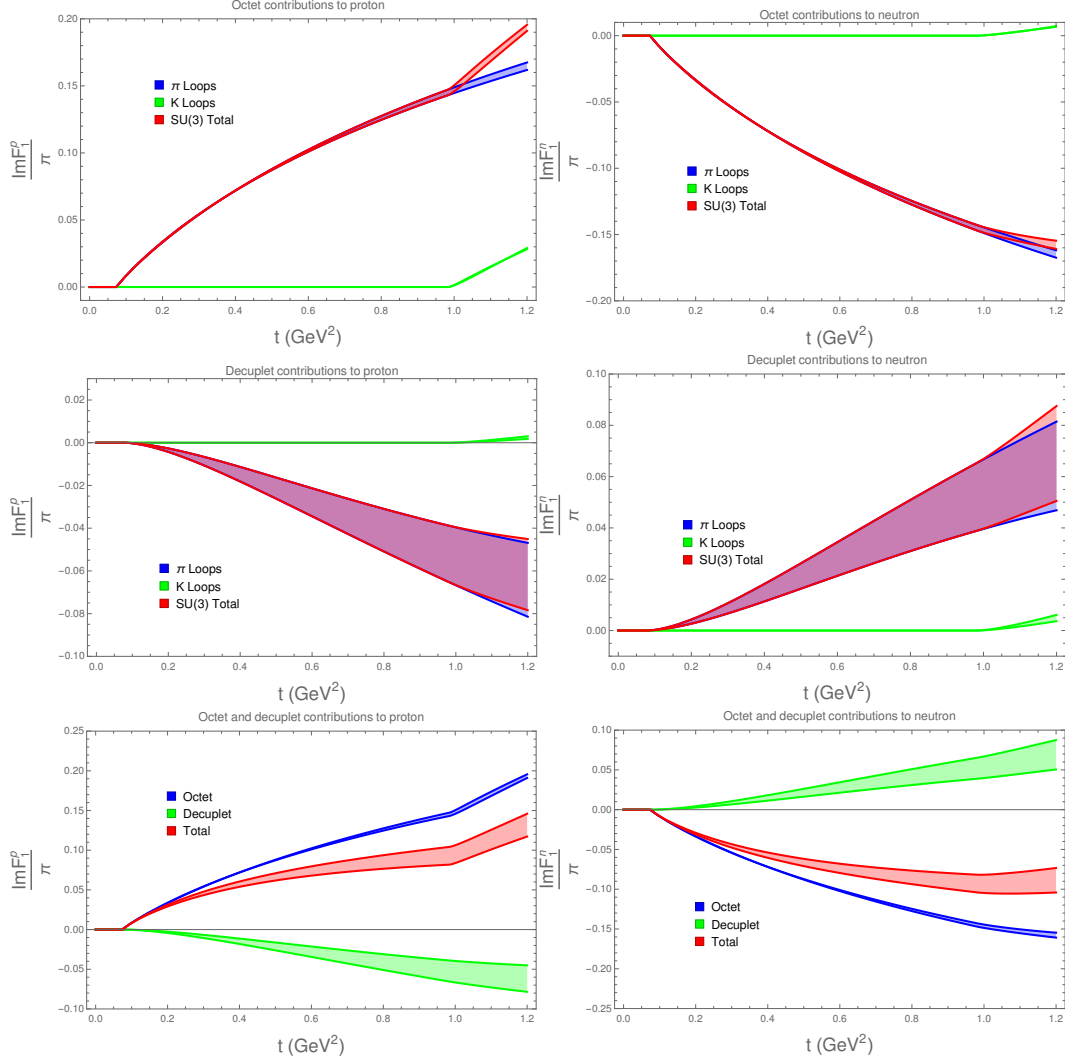 Octet contributions to proton
0.20
0.15
0.10
0.05
0.00
ImF₁ᵖ
π
π Loops
K Loops
SU(3) Total
0.0 0.2 0.4 0.6 0.8 1.0 1.2
t (GeV²)
Octet contributions to neutron
0.00
−0.05
−0.10
−0.15
−0.20
ImF₁ⁿ
π
π Loops
K Loops
SU(3) Total
0.0 0.2 0.4 0.6 0.8 1.0 1.2
t (GeV²)
Decuplet contributions to proton
0.02
0.00
−0.02
−0.04
−0.06
−0.08
−0.10
ImF₁ᵖ
π
π Loops
K Loops
SU(3) Total
0.0 0.2 0.4 0.6 0.8 1.0 1.2
t (GeV²)
Decuplet contributions to neutron
0.10
0.08
0.06
0.04
0.02
0.00
ImF₁ⁿ
π
π Loops
K Loops
SU(3) Total
0.0 0.2 0.4 0.6 0.8 1.0 1.2
t (GeV²)
Octet and decuplet contributions to proton
0.25
0.20
0.15
0.10
0.05
0.00
−0.05
−0.10
ImF₁ᵖ
π
Octet
Decuplet
Total
0.0 0.2 0.4 0.6 0.8 1.0 1.2
t (GeV²)
Octet and decuplet contributions to neutron
0.10
0.05
0.00
−0.05
−0.10
−0.15
−0.20
−0.25
ImF₁ⁿ
π
Octet
Decuplet
Total
0.0 0.2 0.4 0.6 0.8 1.0 1.2
t (GeV²)